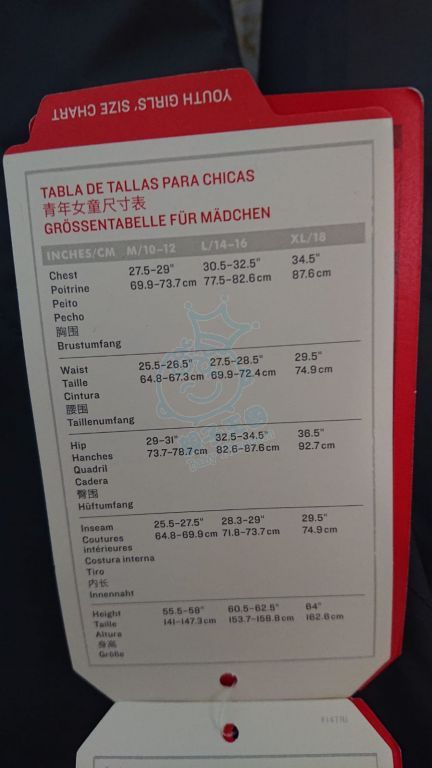 YOUTH GIRLS' SIZE CHART
TABLA DE TALLAS PARA CHICAS
青年女童尺寸表
GRÖSSENTABELLE FÜR MÄDCHEN
INCHES/CM M/10-12 L/14-16 XL/18
Chest 27.5-29" 30.5-32.5" 34.5"
Poitrine 69.9-73.7cm 77.5-82.6cm 87.6cm
Peito
Pecho
胸围
Brustumfang
Waist 25.5-26.5" 27.5-28.5" 29.5"
Taille 64.8-67.3cm 69.9-72.4cm 74.9cm
Cintura
腰围
Taillenumfang
Hip 29-31" 32.5-34.5" 36.5"
Hanches 73.7-78.7cm 82.6-87.6cm 92.7cm
Quadril
Cadera
臀围
Hüftumfang
Inseam 25.5-27.5" 28.3-29" 29.5"
Coutures 64.8-69.9cm 71.8-73.7cm 74.9cm
intérieures
Costura interna
Tiro
内长
Innennaht
Height 55.5-58" 60.5-62.5" 64"
Taille 141-147.3cm 153.7-158.8cm 162.6cm
Altura
身高
Größe